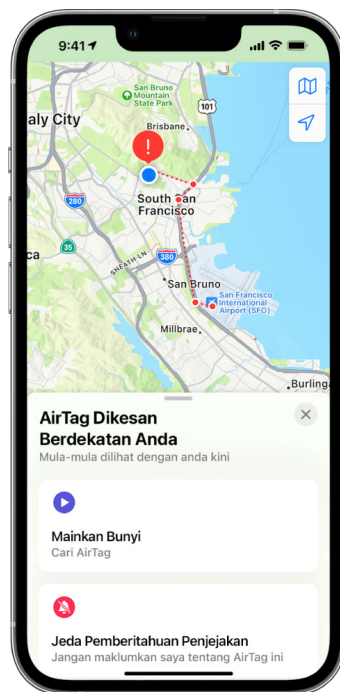 9:41
San Bruno
Mountain
State Park
101
aly City
Brisbane
280
South San
Francisco
35
ca
SNEATH LN
380
San Bruno
San Francisco
International
Airport (SFO)
Millbrae
Burling
AirTag Dikesan
Berdekatan Anda
Mula-mula dilihat dengan anda kini
Mainkan Bunyi
Cari AirTag
Jeda Pemberitahuan Penjejakan
Jangan maklumkan saya tentang AirTag ini